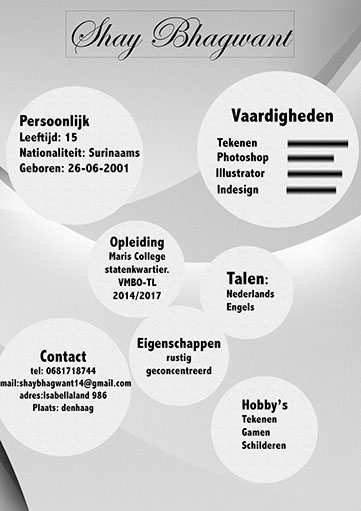 Shay Bhagwant
Persoonlijk
Leeftijd: 15
Nationaliteit: Surinaams
Geboren: 26-06-2001
Vaardigheden
Tekenen
Photoshop
Illustrator
Indesign
Opleiding
Maris College
statenkwartier.
VMBO-TL
2014/2017
Talen:
Nederlands
Engels
Eigenschappen
rustig
geconcentreerd
Contact
tel: 0681718744
mail:shaybhagwant14@gmail.com
adres:Isabellaland 986
Plaats: denhaag
Hobby's
Tekenen
Gamen
Schilderen